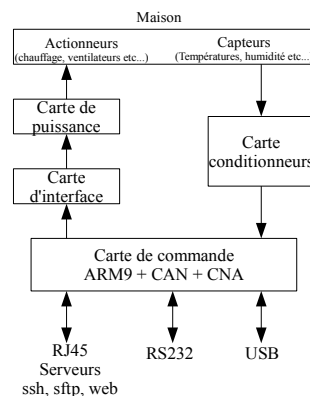 Maison
Actionneurs
(chauffage, ventilateurs etc...)
Capteurs
(Températures, humidité etc...)
Carte de
puissance
Carte
conditionneurs
Carte
d'interface
Carte de commande
ARM9 + CAN + CNA
RJ45
Serveurs
ssh, sftp, web
RS232
USB